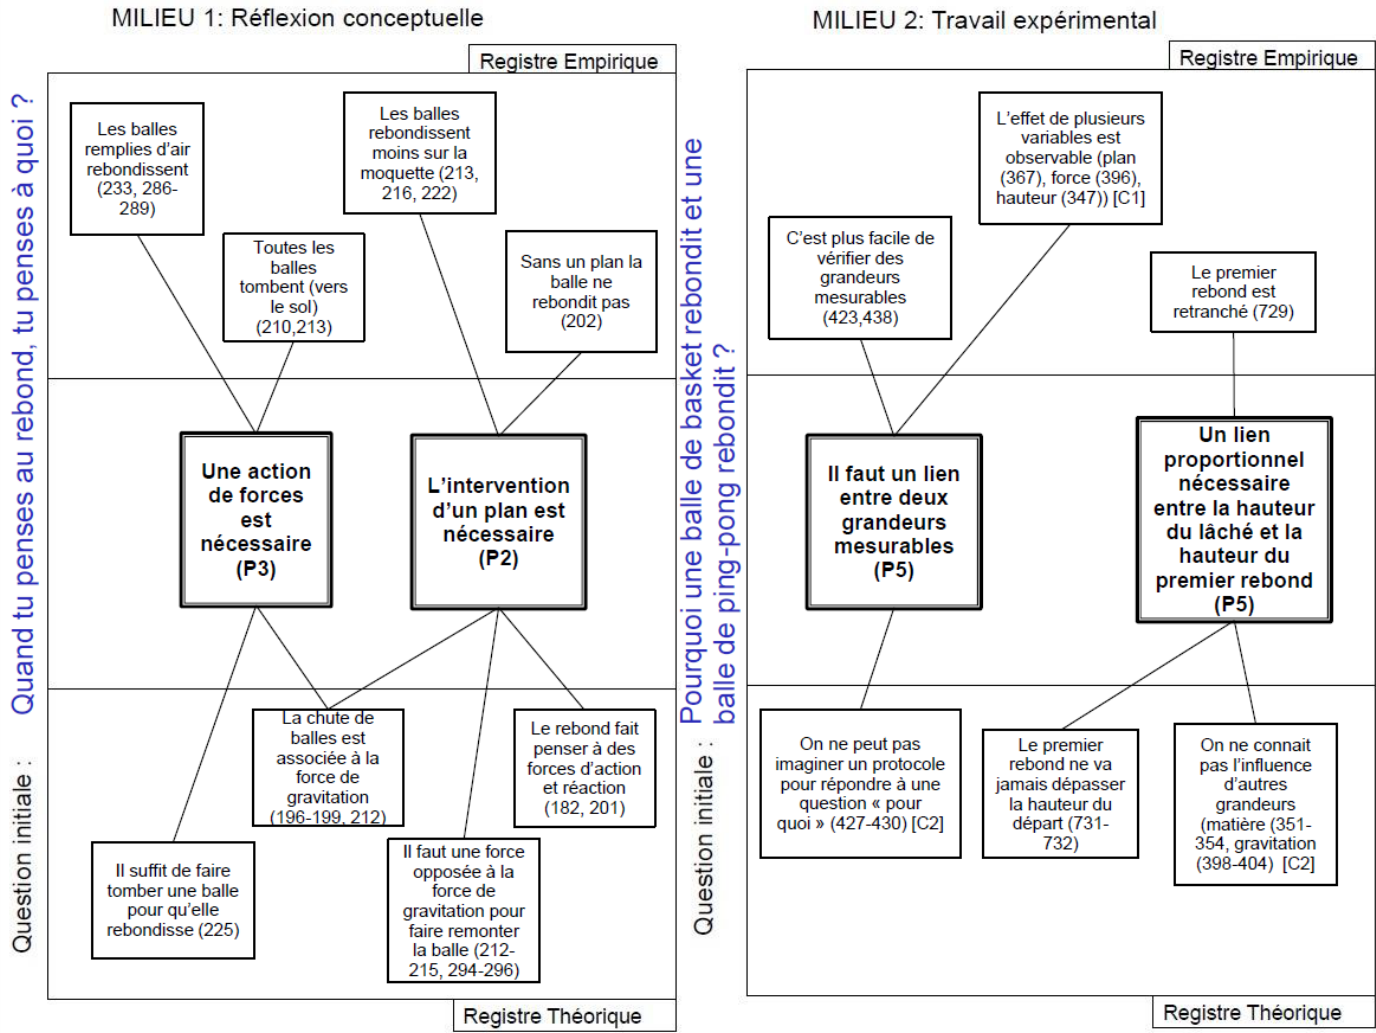 MILIEU 1: Réflexion conceptuelle
Registre Empirique
Quand tu penses au rebond, tu penses à quoi ?
Question initiale :
Les balles
remplies d'air
rebondissent
(233, 286-
289)
Les balles
rebondissent
moins sur la
moquette (213,
216, 222)
Toutes les
balles
tombent (vers
le sol)
(210,213)
Sans un plan la
balle ne
rebondit pas
(202)
Une action
de forces
est
nécessaire
(P3)
L'intervention
d'un plan est
nécessaire
(P2)
La chute de
balles est
associée à la
force de
gravitation
(196-199, 212)
Le rebond fait
penser à des
forces d'action
et réaction
(182, 201)
Il suffit de faire
tomber une balle
pour qu'elle
rebondisse (225)
Il faut une force
opposée à la
force de
gravitation pour
faire remonter
la balle (212-
215, 294-296)
Registre Théorique
MILIEU 2: Travail expérimental
Registre Empirique
Pourquoi une balle de basket rebondit et une
balle de ping-pong rebondit ?
Question initiale :
L'effet de plusieurs
variables est
observable (plan
(367), force (396),
hauteur (347)) [C1]
C'est plus facile de
vérifier des
grandeurs
mesurables
(423,438)
Le premier
rebond est
retranché (729)
Il faut un lien
entre deux
grandeurs
mesurables
(P5)
Un lien
proportionnel
nécessaire
entre la hauteur
du lâché et la
hauteur du
premier rebond
(P5)
On ne peut pas
imaginer un protocole
pour répondre à une
question « pour
quoi » (427-430) [C2]
Le premier
rebond ne va
jamais dépasser
la hauteur du
départ (731-
732)
On ne connait
pas l'influence
d'autres
grandeurs
(matière (351-
354, gravitation
(398-404) [C2]
Registre Théorique